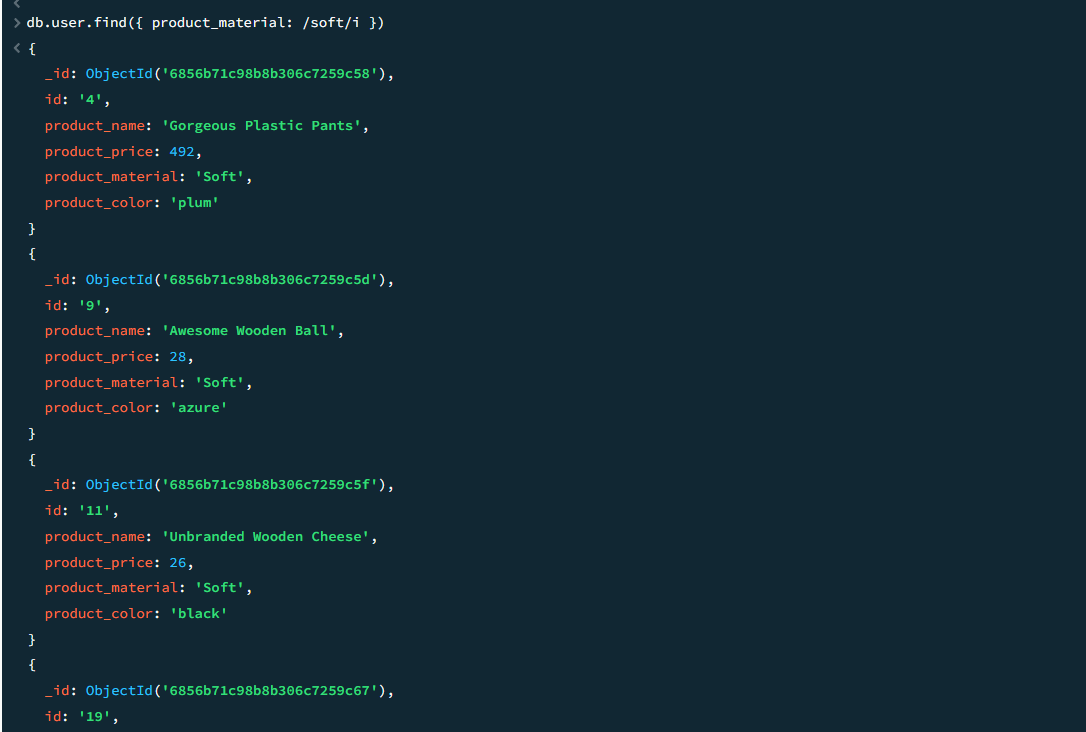 > db.user.find({ product_material: /soft/i })
< {
_id: ObjectId('6856b71c98b8b306c7259c58'),
id: '4',
product_name: 'Gorgeous Plastic Pants',
product_price: 492,
product_material: 'Soft',
product_color: 'plum'
}
{
_id: ObjectId('6856b71c98b8b306c7259c5d'),
id: '9',
product_name: 'Awesome Wooden Ball',
product_price: 28,
product_material: 'Soft',
product_color: 'azure'
}
{
_id: ObjectId('6856b71c98b8b306c7259c5f'),
id: '11',
product_name: 'Unbranded Wooden Cheese',
product_price: 26,
product_material: 'Soft',
product_color: 'black'
}
{
_id: ObjectId('6856b71c98b8b306c7259c67'),
id: '19',